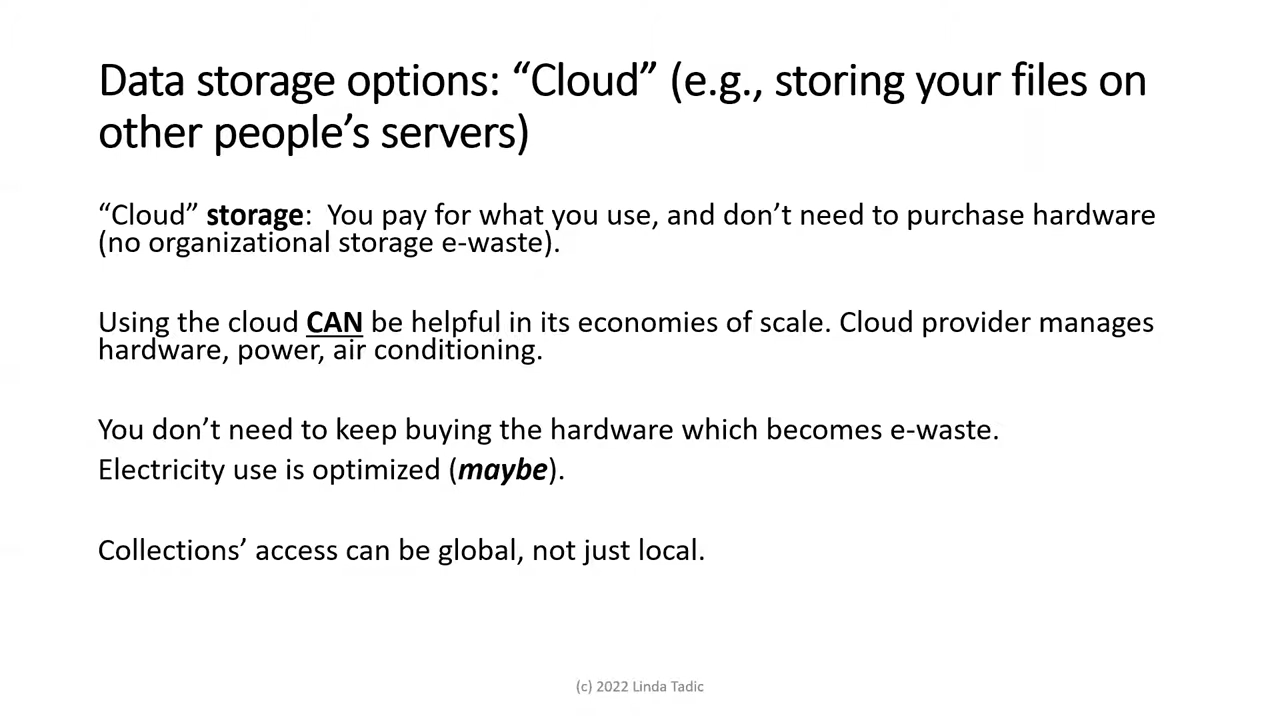 Data storage options: “Cloud” (e.g., storing your files on
other people’s servers)
“Cloud” storage:  You pay for what you use, and don’t need to purchase hardware
(no organizational storage e-waste).
Using the cloud CAN be helpful in its economies of scale. Cloud provider manages
hardware, power, air conditioning.
You don’t need to keep buying the hardware which becomes e-waste.
Electricity use is optimized (maybe).
Collections’ access can be global, not just local.
(c) 2022 Linda Tadic